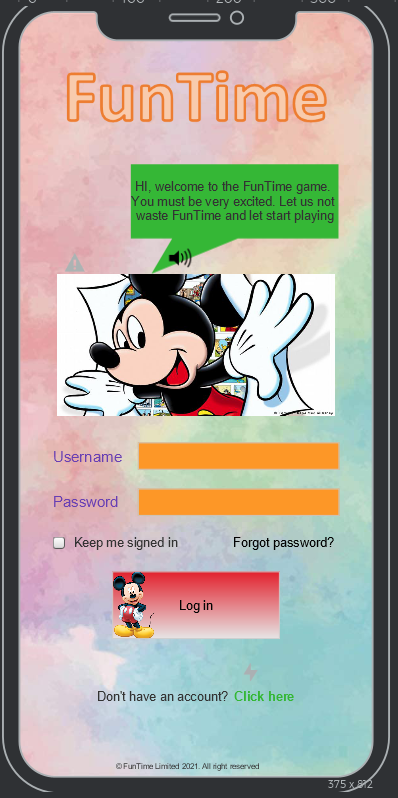 FunTime
HI, welcome to the FunTime game.
You must be very excited. Let us not
waste FunTime and let start playing
Username
Password
Keep me signed in
Forgot password?
Log in
Don't have an account? Click here
© FunTime Limited 2021. All right reserved
375 x 812